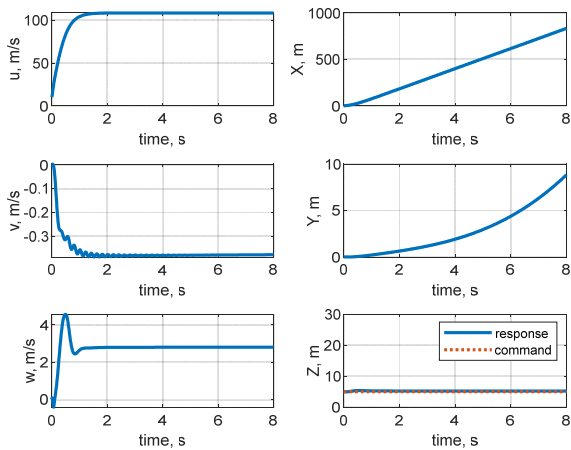 u, m/s
100
50
0
0 2 4 6 8
time, s
X, m
1000
500
0
0 2 4 6 8
time, s
v, m/s
0
-0.1
-0.2
-0.3
0 2 4 6 8
time, s
Y, m
10
5
0
0 2 4 6 8
time, s
w, m/s
4
2
0
0 2 4 6 8
time, s
Z, m
30
20
10
0
response
command
0 2 4 6 8
time, s